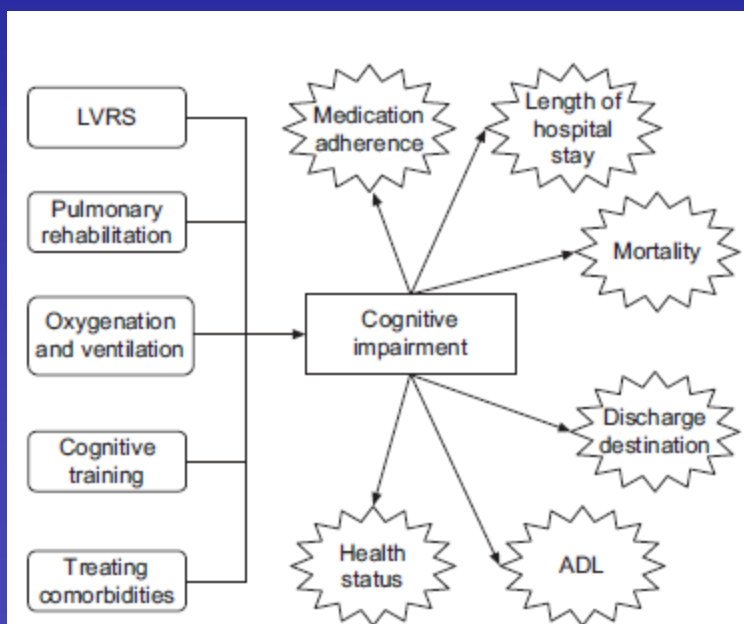 LVRS
Pulmonary
rehabilitation
Oxygenation
and ventilation
Cognitive
training
Treating
comorbidities
Cognitive
impairment
Medication
adherence
Length of
hospital
stay
Mortality
Discharge
destination
ADL
Health
status